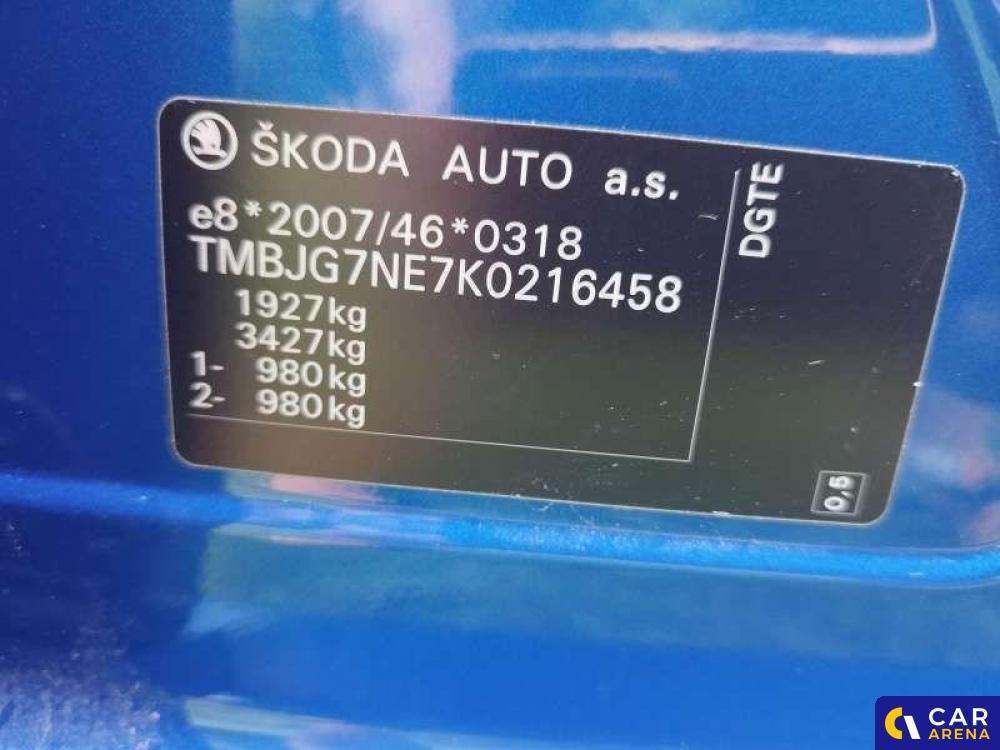 ŠKODA AUTO a.s.
e8*2007/46*0318
TMBJG7NE7K0216458
1927kg
3427kg
1- 980kg
2- 980kg
DGTE
0,5
CAR
ARENA